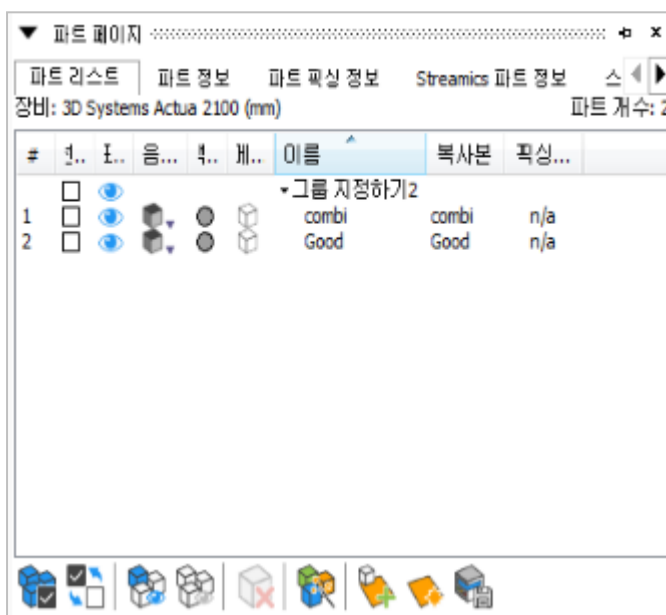 파트 페이지
파트 리스트 파트 정보 파트 픽싱 정보 Streamics 파트 정보 스
장비: 3D Systems Actua 2100 (mm) 파트 개수: 2
# 음... 이름 복사본 픽싱...
그룹 지정하기2
1 combi combi n/a
2 Good Good n/a